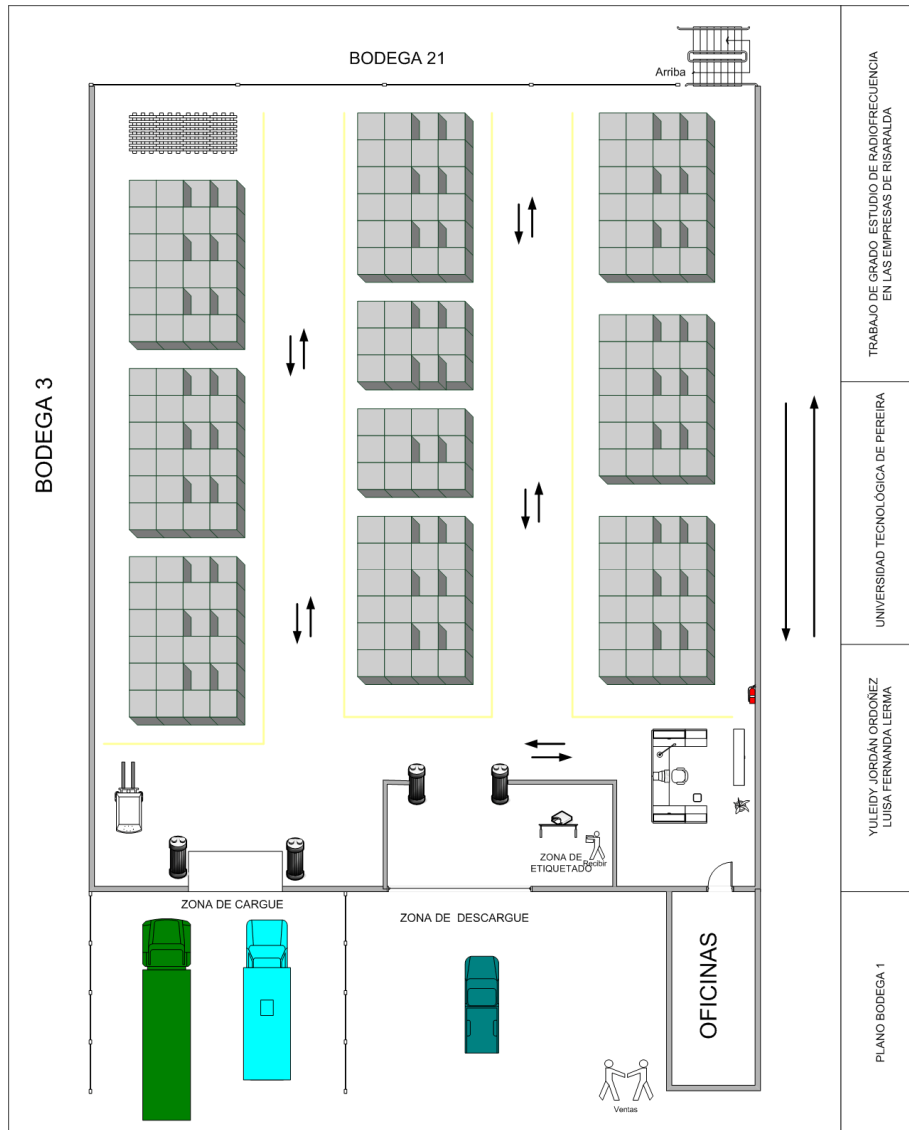 BODEGA 21
Arriba
BODEGA 3
ZONA DE
ETIQUETADO
Recibir
ZONA DE CARGUE
ZONA DE DESCARGUE
OFICINAS
Ventas
TRABAJO DE GRADO ESTUDIO DE RADIOFRECUENCIA
EN LAS EMPRESAS DE RISARALDA
UNIVERSIDAD TECNOLÓGICA DE PEREIRA
YULEIDY JORDÁN ORDOÑEZ
LUISA FERNANDA LERMA
PLANO BODEGA 1